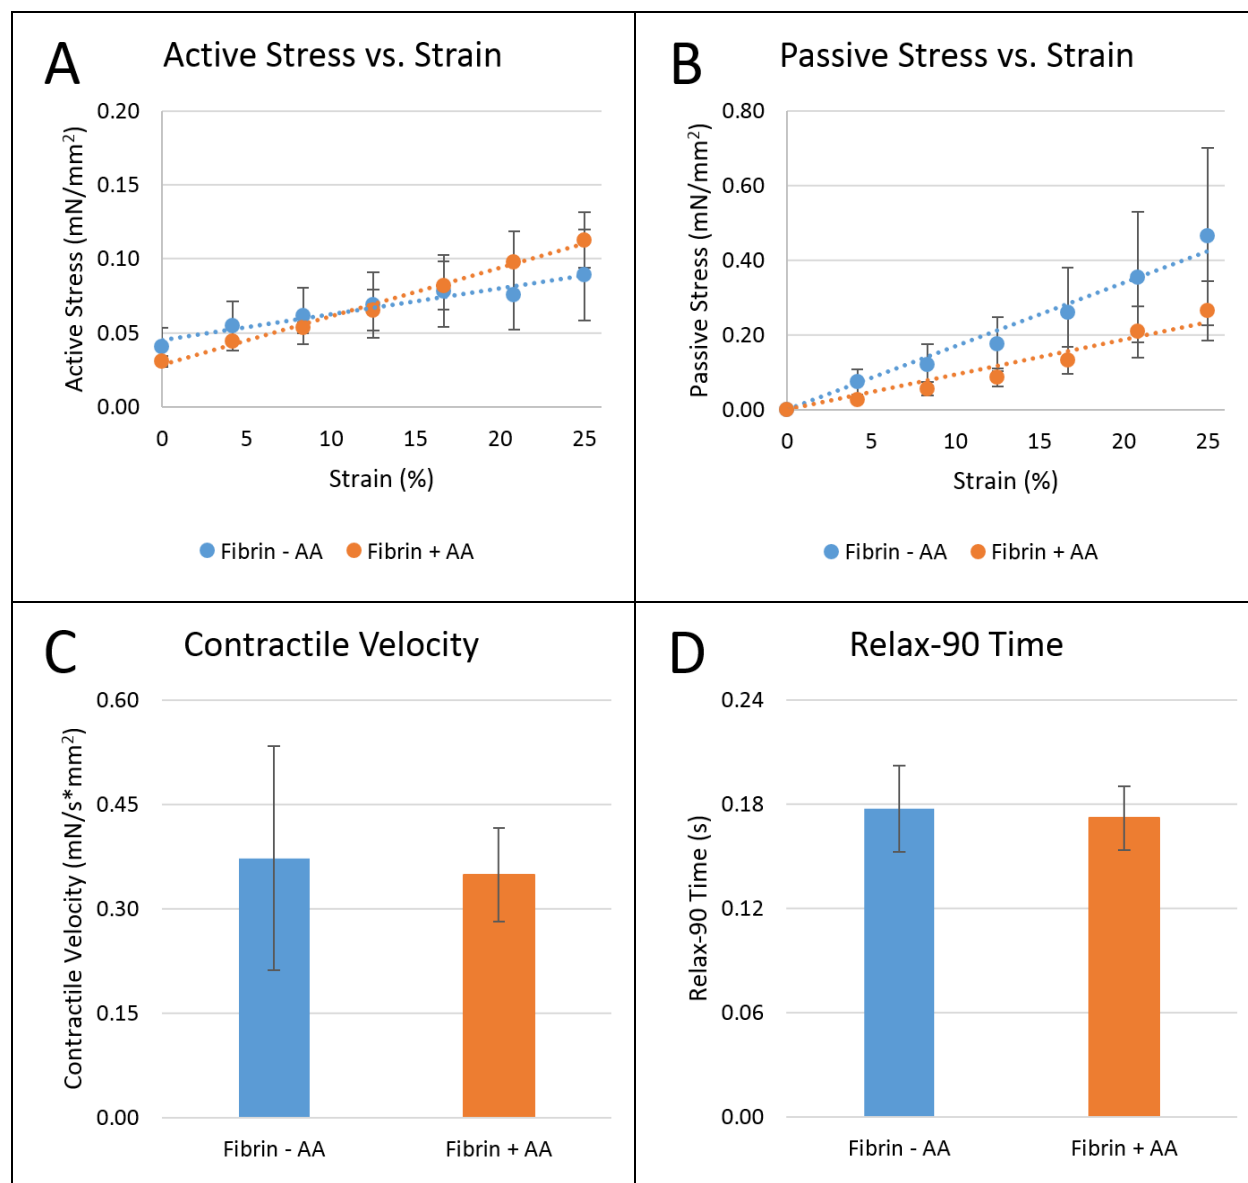 A
Active Stress vs. Strain
Active Stress (mN/mm²)
0.20
0.15
0.10
0.05
0.00
0 5 10 15 20 25
Strain (%)
Fibrin - AA Fibrin + AA
B
Passive Stress vs. Strain
Passive Stress (mN/mm²)
0.80
0.60
0.40
0.20
0.00
0 5 10 15 20 25
Strain (%)
Fibrin - AA Fibrin + AA
C
Contractile Velocity
Contractile Velocity (mN/s*mm²)
0.60
0.45
0.30
0.15
0.00
Fibrin - AA Fibrin + AA
D
Relax-90 Time
Relax-90 Time (s)
0.24
0.18
0.12
0.06
0.00
Fibrin - AA Fibrin + AA